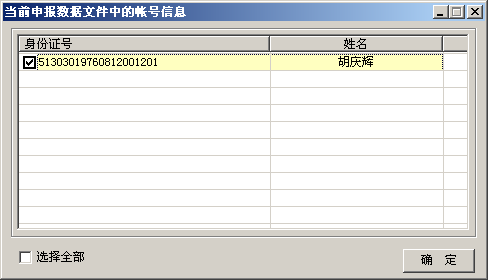 当前申报数据文件中的帐号信息
身份证号 姓名
51303019760812001201 胡庆辉
选择全部
确 定